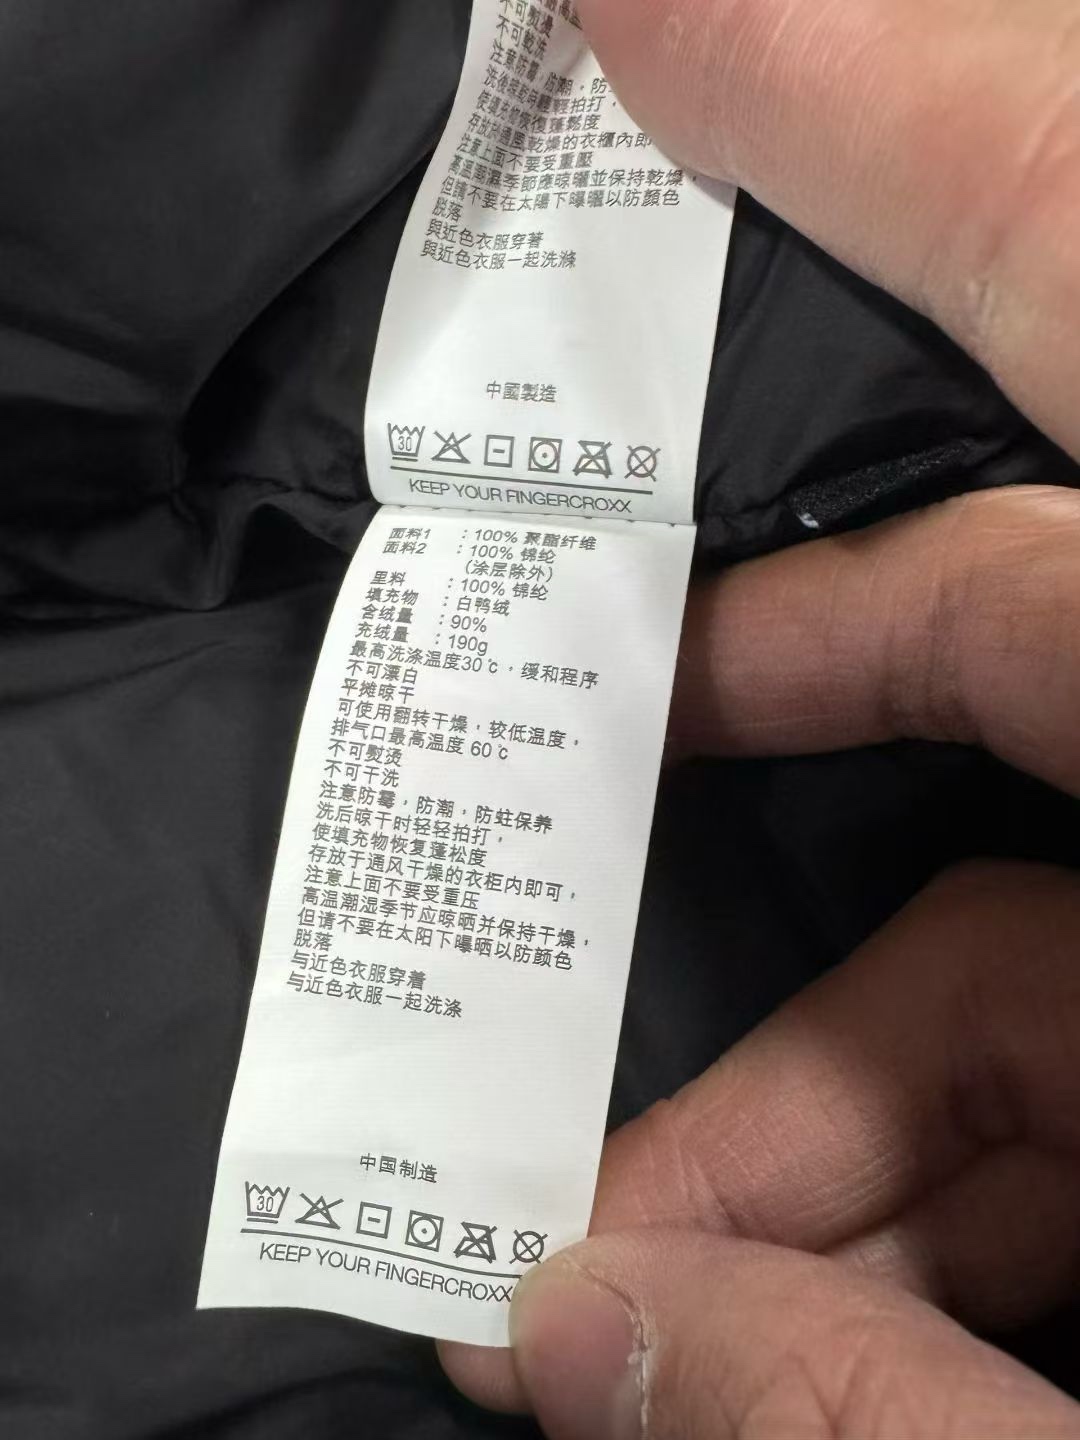 不可熨燙
不可乾洗
注意防霉，防潮，防
洗後晾乾時輕輕拍打，
使填充物恢復蓬鬆度
存放於通風乾燥的衣櫃內即
注意上面不要受重壓
高溫潮濕季節應晾曬並保持乾燥，
但請不要在太陽下曝曬以防顏色
脱落
與近色衣服穿著
與近色衣服一起洗滌
中國製造
30
KEEP YOUR FINGERCROXX
面料1 ：100% 聚酯纤维
面料2 ：100% 锦纶
（涂层除外）
里料 ：100% 锦纶
填充物 ：白鸭绒
含绒量 ：90%
充绒量 ：190g
最高洗涤温度30℃，缓和程序
不可漂白
平摊晾干
可使用翻转干燥，较低温度，
排气口最高温度 60℃
不可熨烫
不可干洗
注意防霉，防潮，防蛀保养
洗后晾干时轻轻拍打，
使填充物恢复蓬松度
存放于通风干燥的衣柜内即可，
注意上面不要受重压
高温潮湿季节应晾晒并保持干燥，
但请不要在太阳下曝晒以防颜色
脱落
与近色衣服穿着
与近色衣服一起洗涤
中国制造
30
KEEP YOUR FINGERCROXX